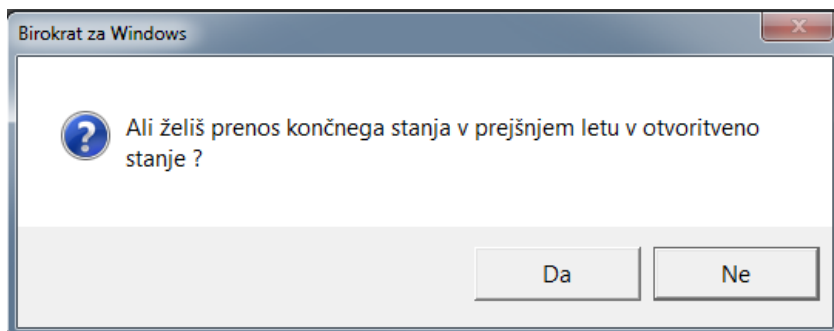 Birokrat za Windows
Ali želiš prenos končnega stanja v prejšnjem letu v otvoritveno
stanje ?
Da
Ne